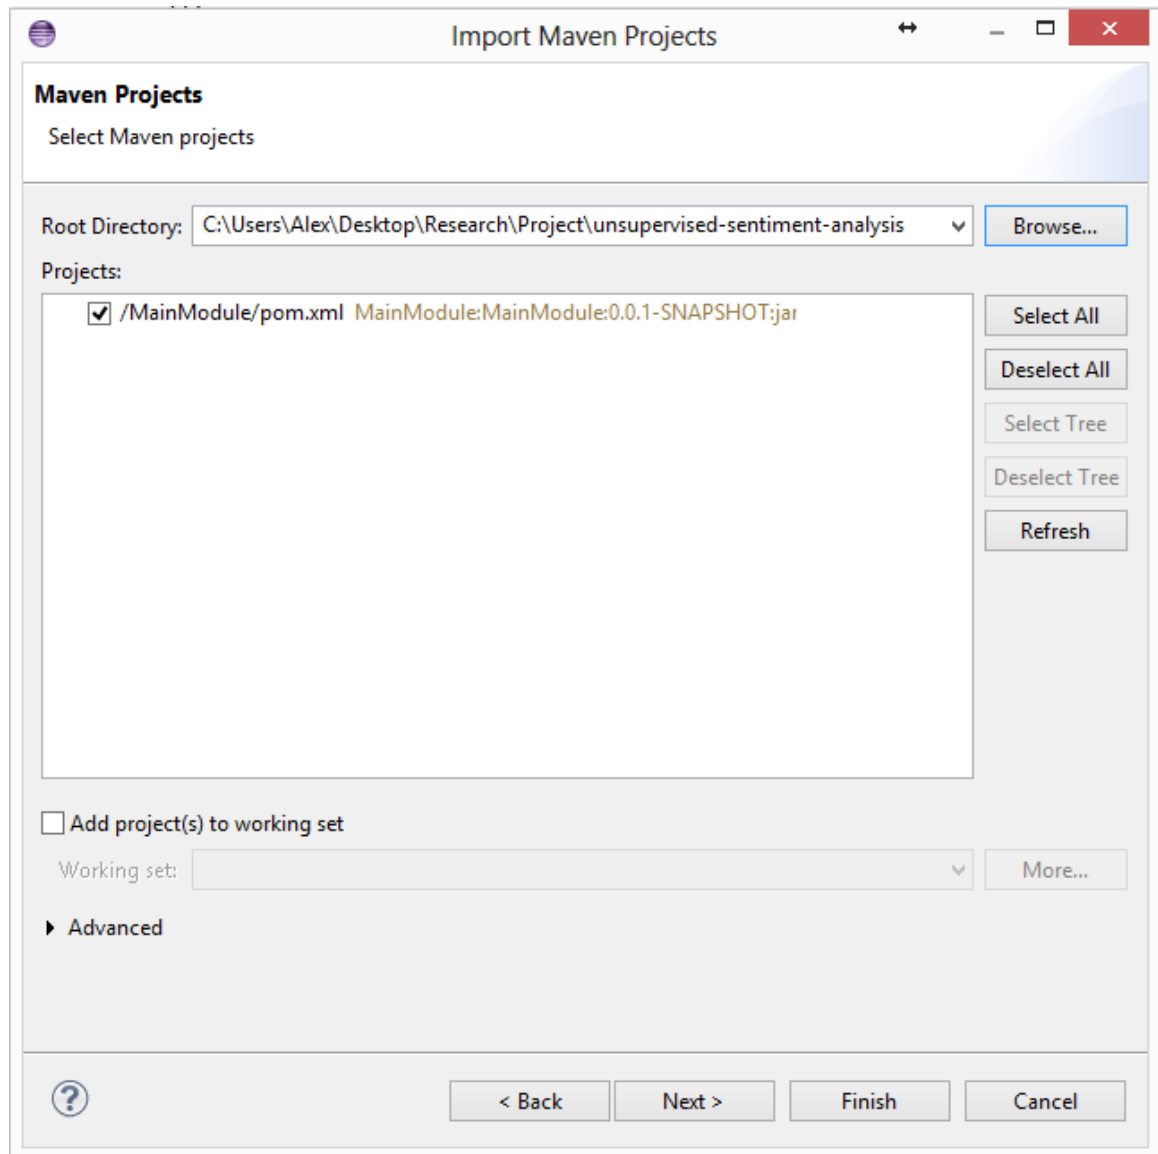 Import Maven Projects
Maven Projects
Select Maven projects
Root Directory: C:\Users\Alex\Desktop\Research\Project\unsupervised-sentiment-analysis Browse...
Projects:
/MainModule/pom.xml MainModule:MainModule:0.0.1-SNAPSHOT:jar
Select All
Deselect All
Select Tree
Deselect Tree
Refresh
Add project(s) to working set
Working set: More...
Advanced
? < Back Next > Finish Cancel